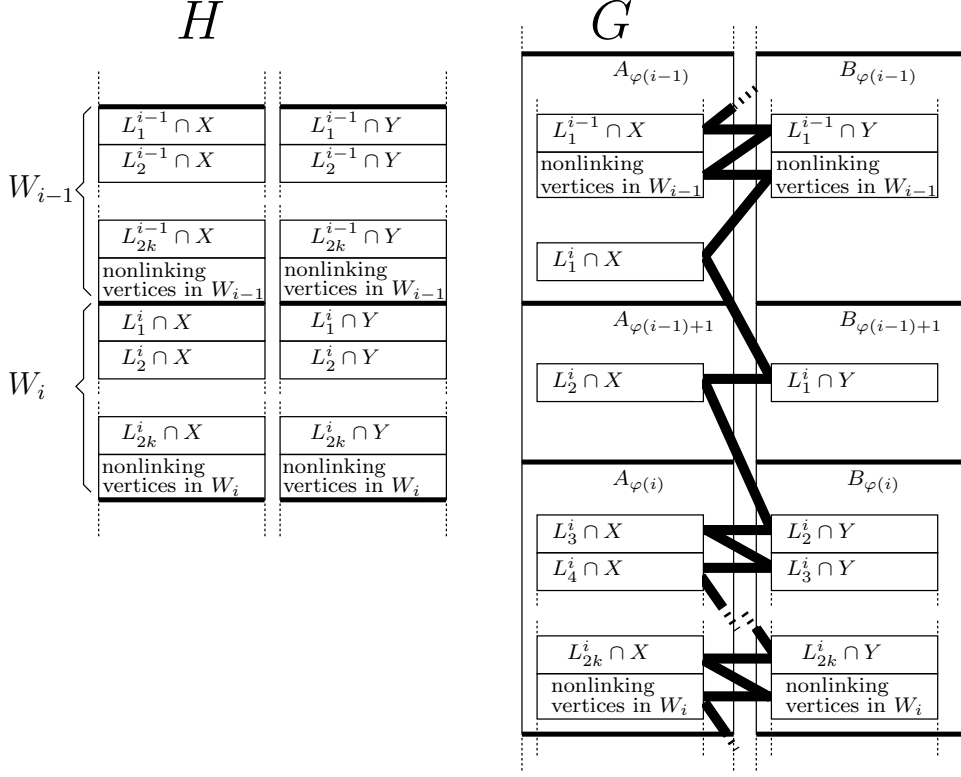 H
G
W_{i-1}
L_1^{i-1} ∩ X
L_1^{i-1} ∩ Y
L_2^{i-1} ∩ X
L_2^{i-1} ∩ Y
L_{2k}^{i-1} ∩ X
L_{2k}^{i-1} ∩ Y
nonlinking
vertices in W_{i-1}
nonlinking
vertices in W_{i-1}
W_i
L_1^i ∩ X
L_1^i ∩ Y
L_2^i ∩ X
L_2^i ∩ Y
L_{2k}^i ∩ X
L_{2k}^i ∩ Y
nonlinking
vertices in W_i
nonlinking
vertices in W_i
A_{φ(i-1)}
B_{φ(i-1)}
L_1^{i-1} ∩ X
L_1^{i-1} ∩ Y
nonlinking
vertices in W_{i-1}
nonlinking
vertices in W_{i-1}
L_1^i ∩ X
A_{φ(i-1)+1}
B_{φ(i-1)+1}
L_2^i ∩ X
L_1^i ∩ Y
A_{φ(i)}
B_{φ(i)}
L_3^i ∩ X
L_2^i ∩ Y
L_4^i ∩ X
L_3^i ∩ Y
L_{2k}^i ∩ X
L_{2k}^i ∩ Y
nonlinking
vertices in W_i
nonlinking
vertices in W_i